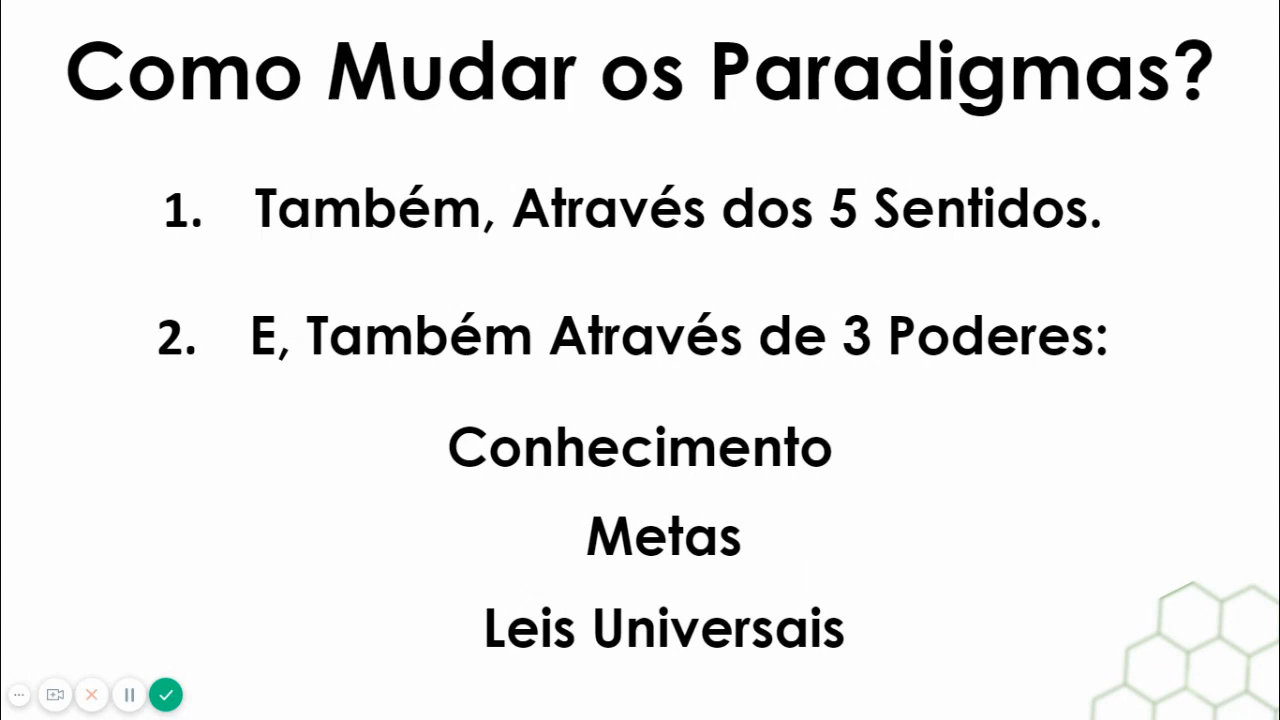 Como Mudar os Paradigmas?
1. Também, Através dos 5 Sentidos.
2. E, Também Através de 3 Poderes:
Conhecimento
Metas
Leis Universais